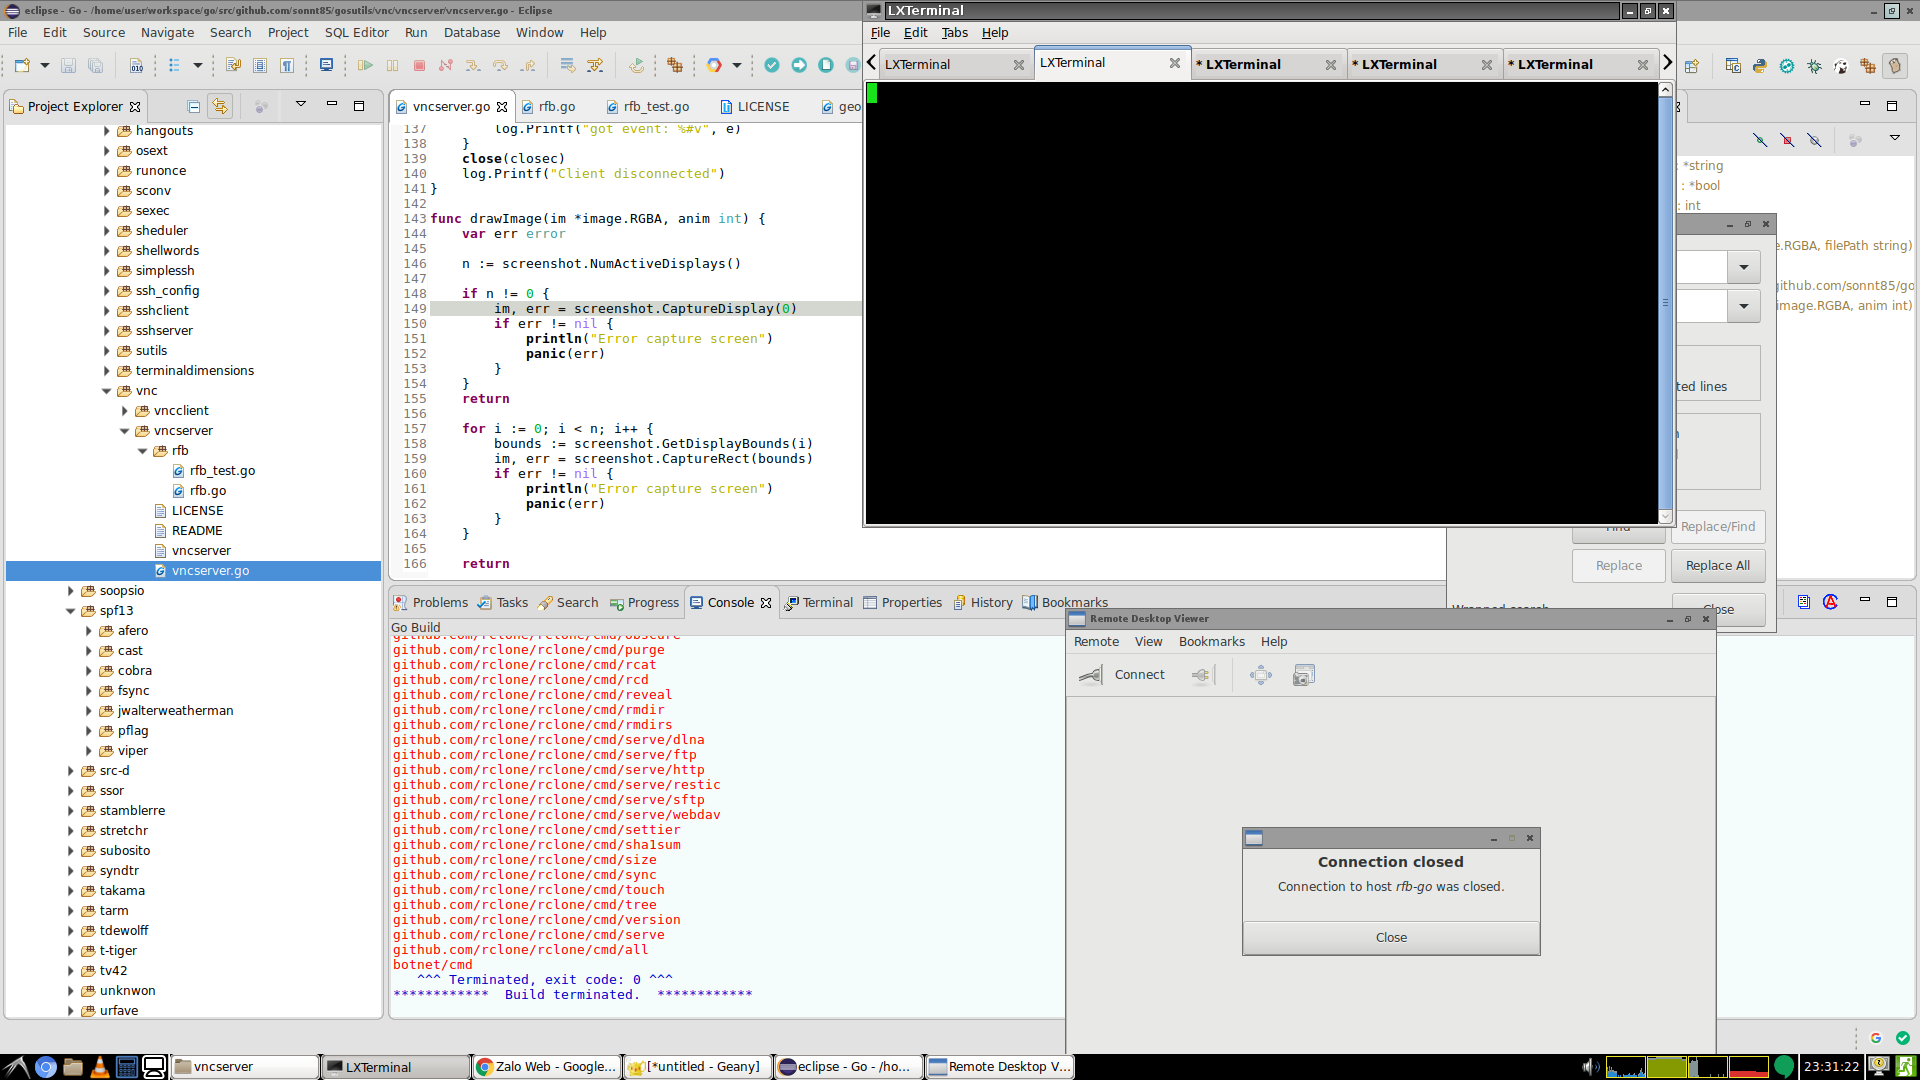 eclipse - Go - /home/user/workspace/go/src/github.com/sonnt85/gosutils/vnc/vncserver/vncserver.go - Eclipse
File Edit Source Navigate Search Project SQL Editor Run Database Window Help
Project Explorer
hangouts
osext
runonce
sconv
sexec
sheduler
shellwords
simplessh
ssh_config
sshclient
sshserver
sutils
terminaldimensions
vnc
vncclient
vncserver
rfb
rfb_test.go
rfb.go
LICENSE
README
vncserver
vncserver.go
soopsio
spf13
afero
cast
cobra
fsync
jwalterweatherman
pflag
viper
src-d
ssor
stamblerre
stretchr
subosito
syndtr
takama
tarm
tdewolff
t-tiger
tv42
unknwon
urfave
vncserver.go rfb.go rfb_test.go LICENSE geo
137 log.Printf("got event: %#v", e)
138 }
139 close(closec)
140 log.Printf("Client disconnected")
141 }
142
143 func drawImage(im *image.RGBA, anim int) {
144 var err error
145
146 n := screenshot.NumActiveDisplays()
147
148 if n != 0 {
149 im, err = screenshot.CaptureDisplay(0)
150 if err != nil {
151 println("Error capture screen")
152 panic(err)
153 }
154 }
155 return
156
157 for i := 0; i < n; i++ {
158 bounds := screenshot.GetDisplayBounds(i)
159 im, err = screenshot.CaptureRect(bounds)
160 if err != nil {
161 println("Error capture screen")
162 panic(err)
163 }
164 }
165
166 return
LXTerminal
File Edit Tabs Help
LXTerminal LXTerminal * LXTerminal * LXTerminal * LXTerminal
: *string
: *bool
: int
e.RGBA, filePath string)
github.com/sonnt85/go
image.RGBA, anim int)
ted lines
Find Replace/Find
Replace Replace All
Wrapped search Close
Problems Tasks Search Progress Console Terminal Properties History Bookmarks
Go Build
github.com/rclone/rclone/cmd/obscure
github.com/rclone/rclone/cmd/purge
github.com/rclone/rclone/cmd/rcat
github.com/rclone/rclone/cmd/rcd
github.com/rclone/rclone/cmd/reveal
github.com/rclone/rclone/cmd/rmdir
github.com/rclone/rclone/cmd/rmdirs
github.com/rclone/rclone/cmd/serve/dlna
github.com/rclone/rclone/cmd/serve/ftp
github.com/rclone/rclone/cmd/serve/http
github.com/rclone/rclone/cmd/serve/restic
github.com/rclone/rclone/cmd/serve/sftp
github.com/rclone/rclone/cmd/serve/webdav
github.com/rclone/rclone/cmd/settier
github.com/rclone/rclone/cmd/sha1sum
github.com/rclone/rclone/cmd/size
github.com/rclone/rclone/cmd/sync
github.com/rclone/rclone/cmd/touch
github.com/rclone/rclone/cmd/tree
github.com/rclone/rclone/cmd/version
github.com/rclone/rclone/cmd/serve
github.com/rclone/rclone/cmd/all
botnet/cmd
^^^ Terminated, exit code: 0 ^^^
************ Build terminated. ************
Remote Desktop Viewer
Remote View Bookmarks Help
Connect
Connection closed
Connection to host rfb-go was closed.
Close
vncserver LXTerminal Zalo Web - Google... [*untitled - Geany] eclipse - Go - /ho... Remote Desktop V... 23:31:22